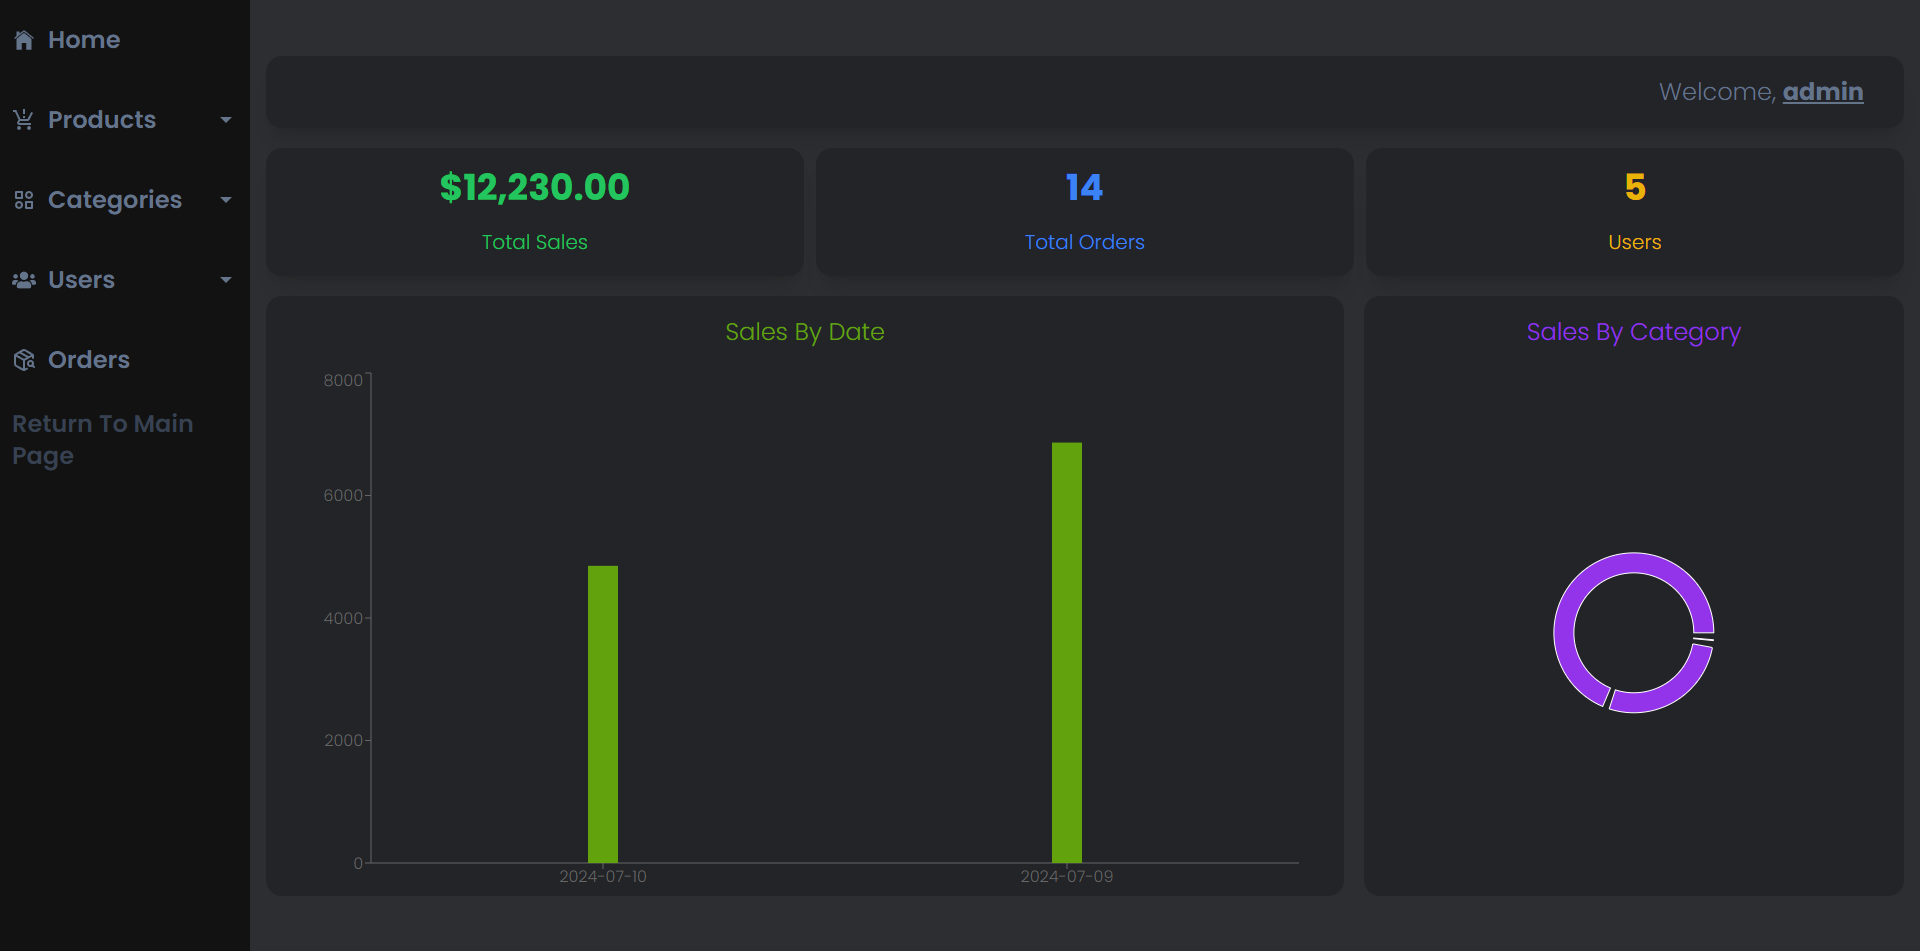 Home
Products
Categories
Users
Orders
Return To Main
Page
Welcome, admin
$12,230.00
Total Sales
14
Total Orders
5
Users
Sales By Date
8000
6000
4000
2000
0
2024-07-10
2024-07-09
Sales By Category